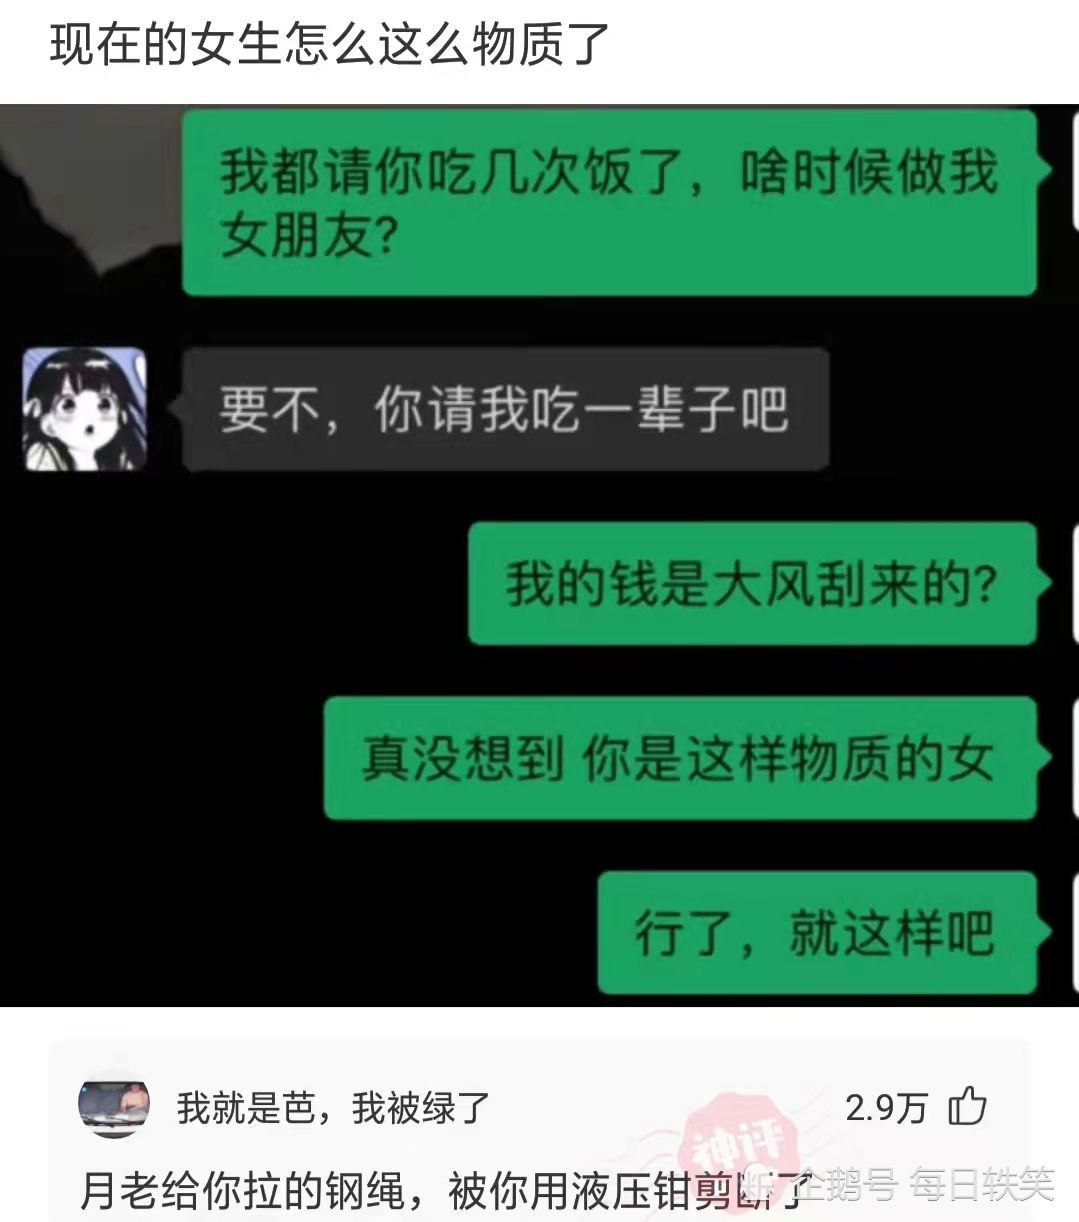 现在的女生怎么这么物质了
我都请你吃几次饭了，啥时候做我
女朋友?
要不，你请我吃一辈子吧
我的钱是大风刮来的?
真没想到 你是这样物质的女
行了，就这样吧
我就是芭，我被绿了
2.9万
神评
月老给你拉的钢绳，被你用液压钳剪断了
企鹅号 每日轶笑